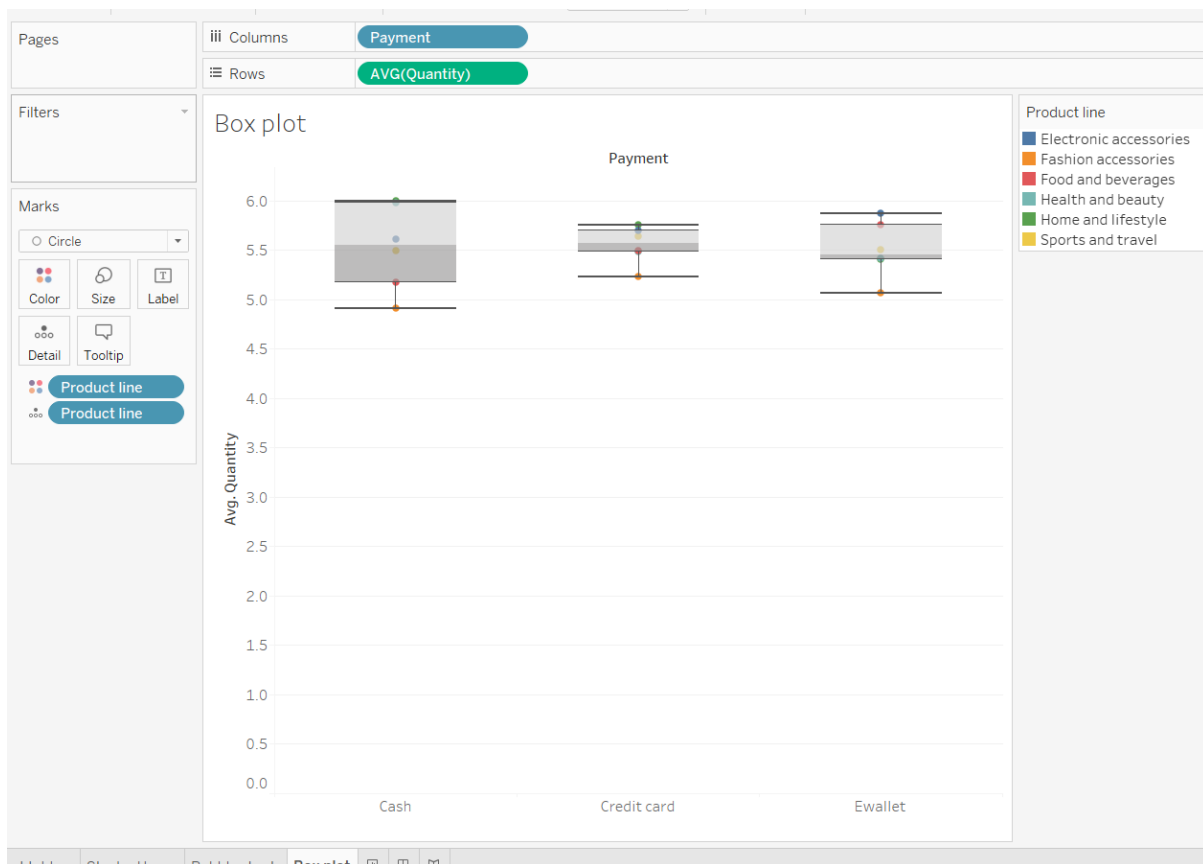 Pages
Columns
Payment
Rows
AVG(Quantity)
Filters
Marks
Circle
Color
Size
T
Label
Detail
Tooltip
Product line
Product line
Box plot
Payment
Avg. Quantity
6.0
5.5
5.0
4.5
4.0
3.5
3.0
2.5
2.0
1.5
1.0
0.5
0.0
Cash
Credit card
Ewallet
Product line
Electronic accessories
Fashion accessories
Food and beverages
Health and beauty
Home and lifestyle
Sports and travel
Box plot